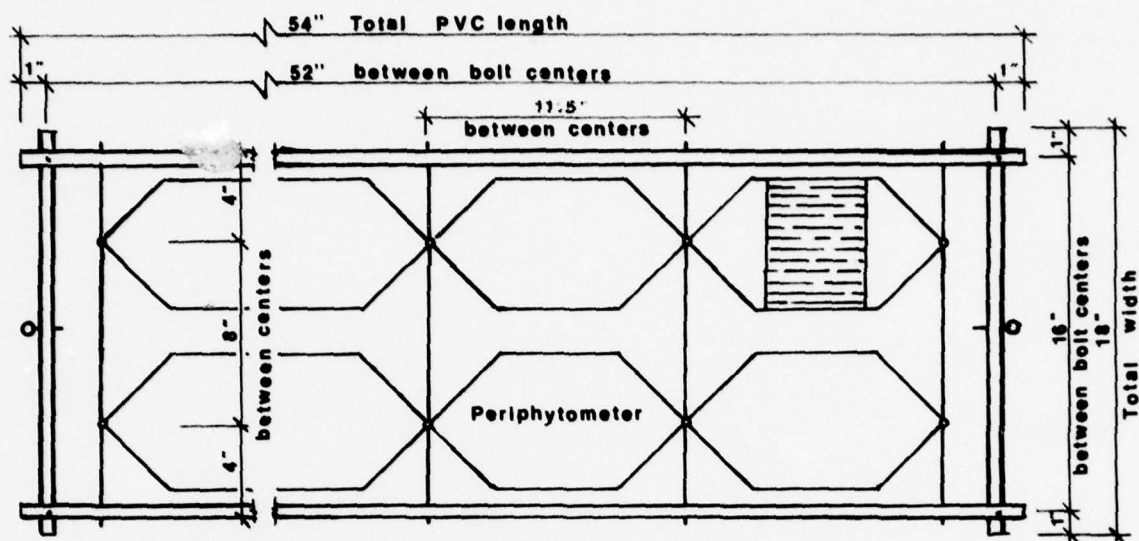 54" Total PVC length
1"
52" between bolt centers
1"
11.5"
between centers
1"
4"
8"
between centers
4"
Periphytometer
16"
between bolt centers
18"
Total width
1"